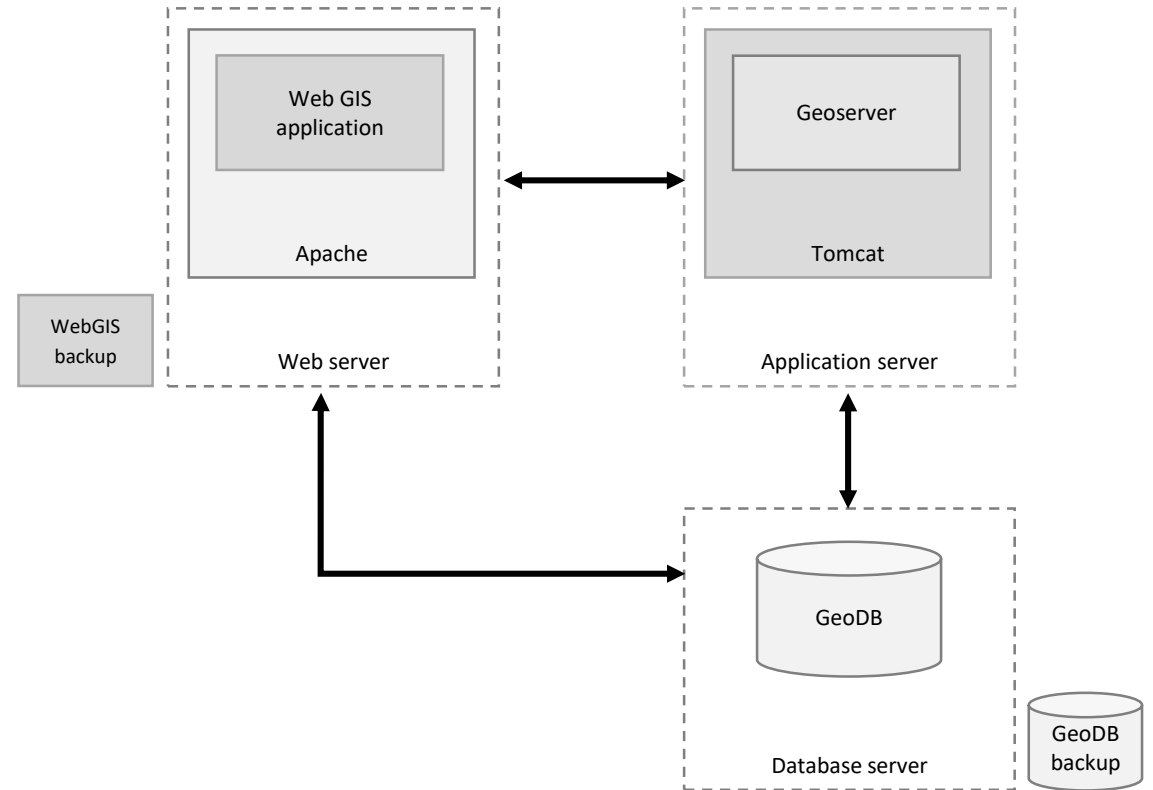 Web GIS
application
Apache
Web server
WebGIS
backup
Geoserver
Tomcat
Application server
GeoDB
Database server
GeoDB
backup